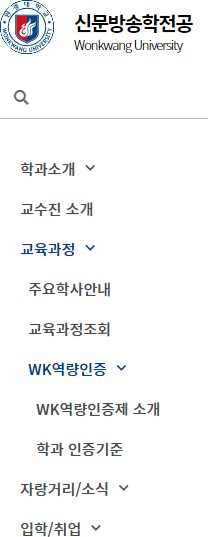 신문방송학전공
Wonkwang University
학과소개
교수진 소개
교육과정
주요학사안내
교육과정조회
WK역량인증
WK역량인증제 소개
학과 인증기준
자랑거리/소식
입학/취업